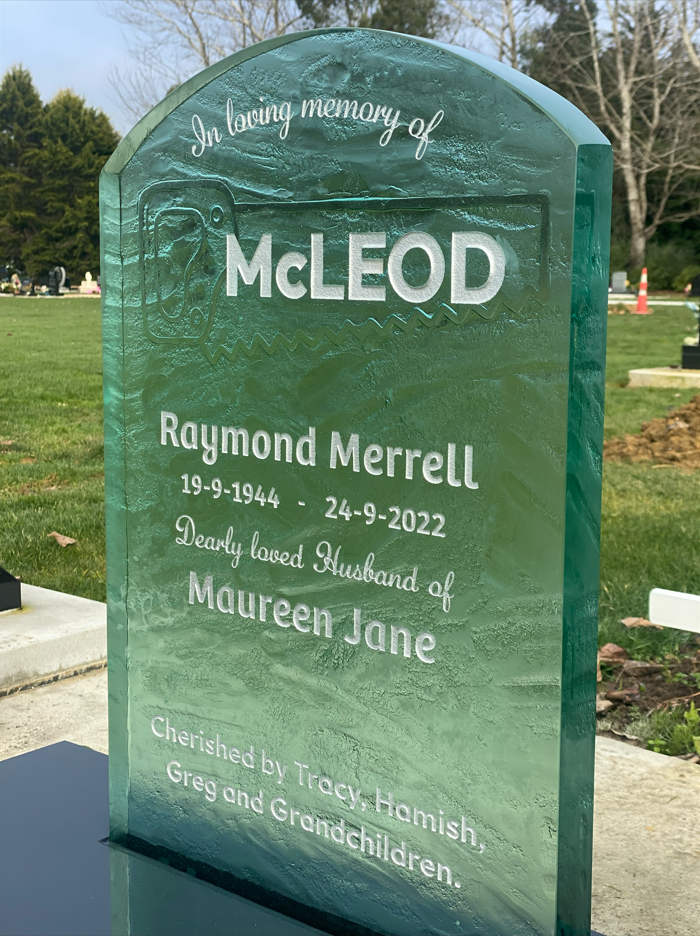 In loving memory of
McLEOD
Raymond Merrell
19-9-1944 - 24-9-2022
Dearly loved Husband of
Maureen Jane
Cherished by Tracy, Hamish,
Greg and Grandchildren.